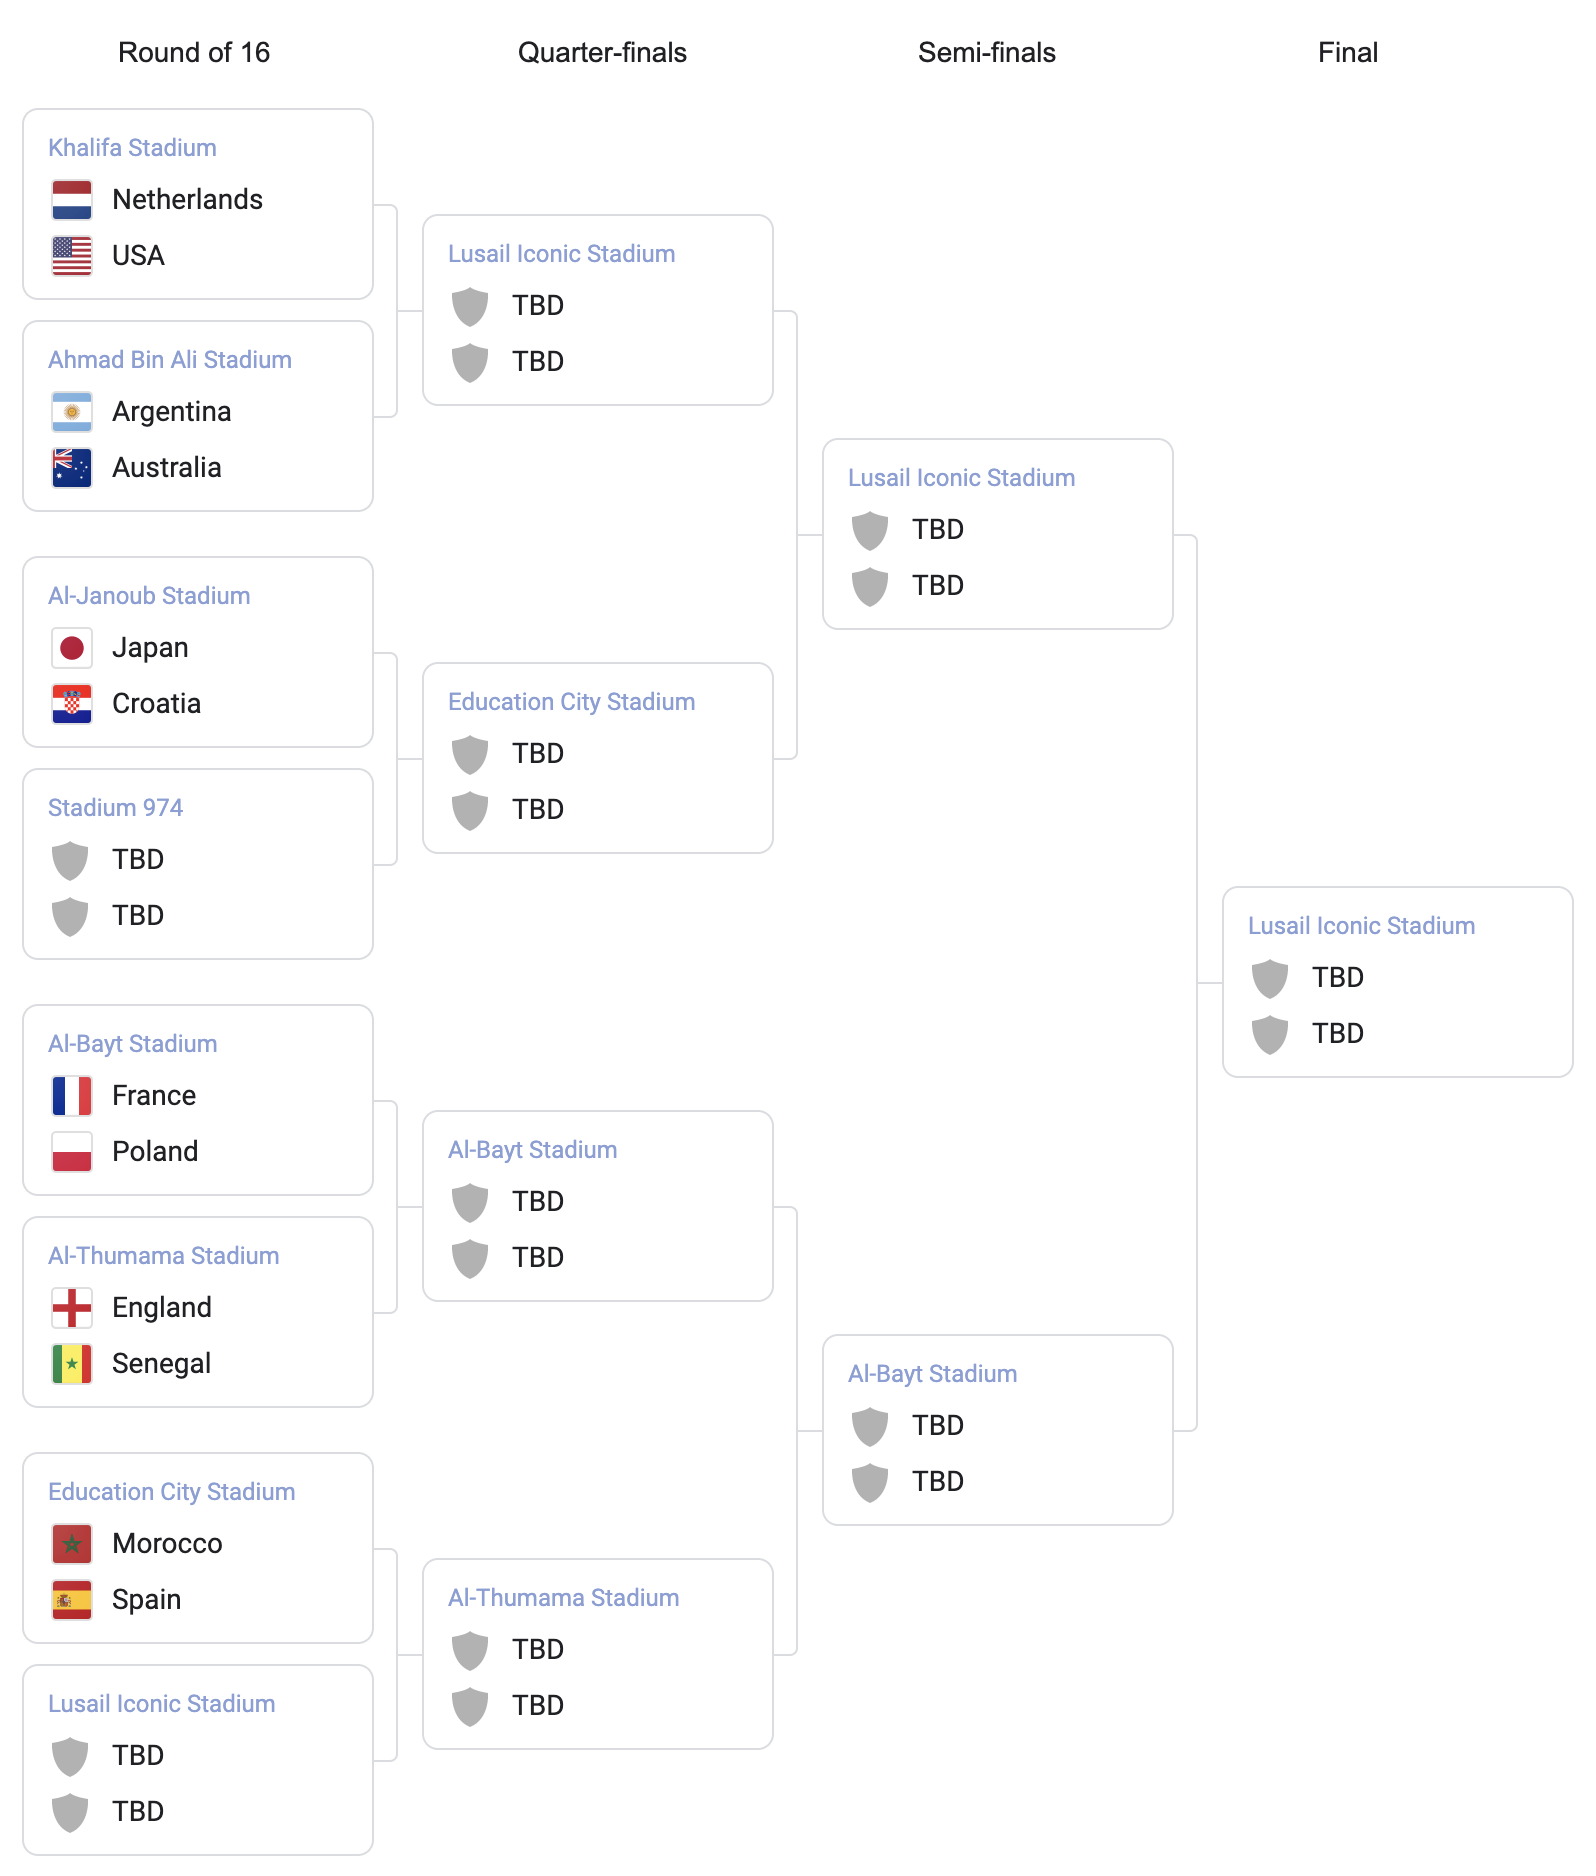 Round of 16
Quarter-finals
Semi-finals
Final
Khalifa Stadium
Netherlands
USA
Ahmad Bin Ali Stadium
Argentina
Australia
Al-Janoub Stadium
Japan
Croatia
Stadium 974
TBD
TBD
Al-Bayt Stadium
France
Poland
Al-Thumama Stadium
England
Senegal
Education City Stadium
Morocco
Spain
Lusail Iconic Stadium
TBD
TBD
Lusail Iconic Stadium
TBD
TBD
Education City Stadium
TBD
TBD
Al-Bayt Stadium
TBD
TBD
Al-Thumama Stadium
TBD
TBD
Lusail Iconic Stadium
TBD
TBD
Al-Bayt Stadium
TBD
TBD
Lusail Iconic Stadium
TBD
TBD